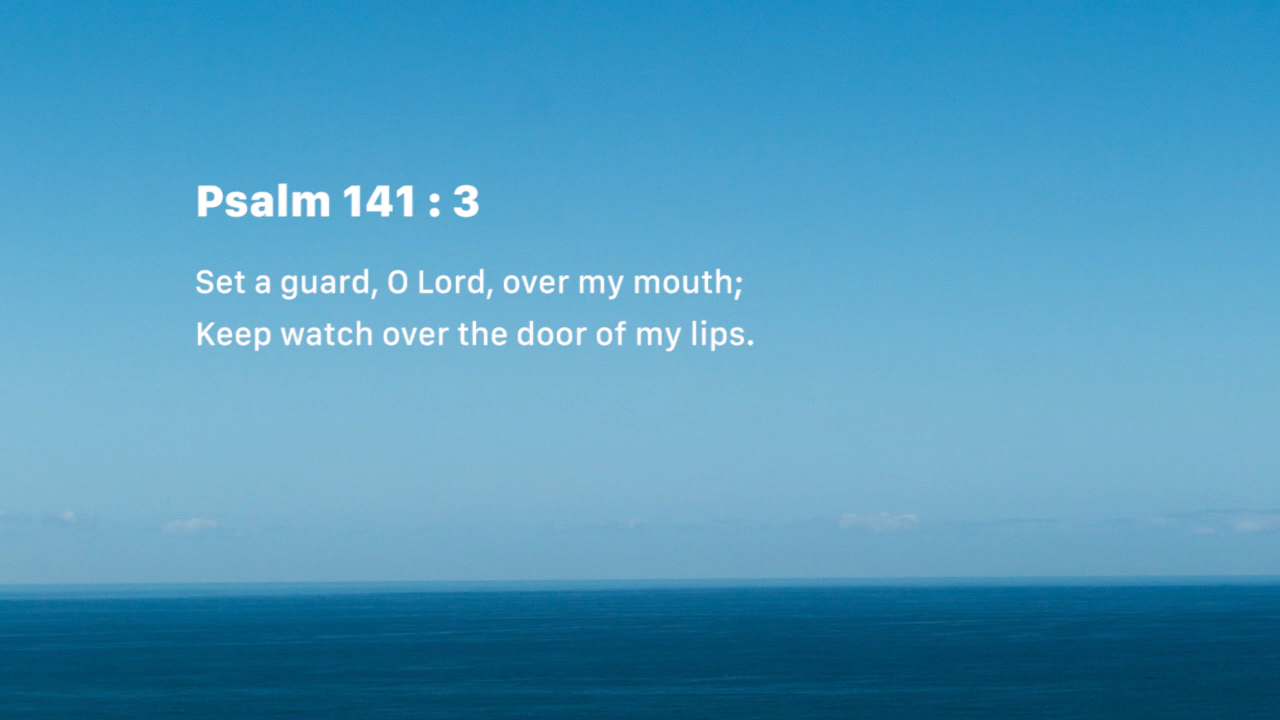 Psalm 141 : 3
Set a guard, O Lord, over my mouth;
Keep watch over the door of my lips.